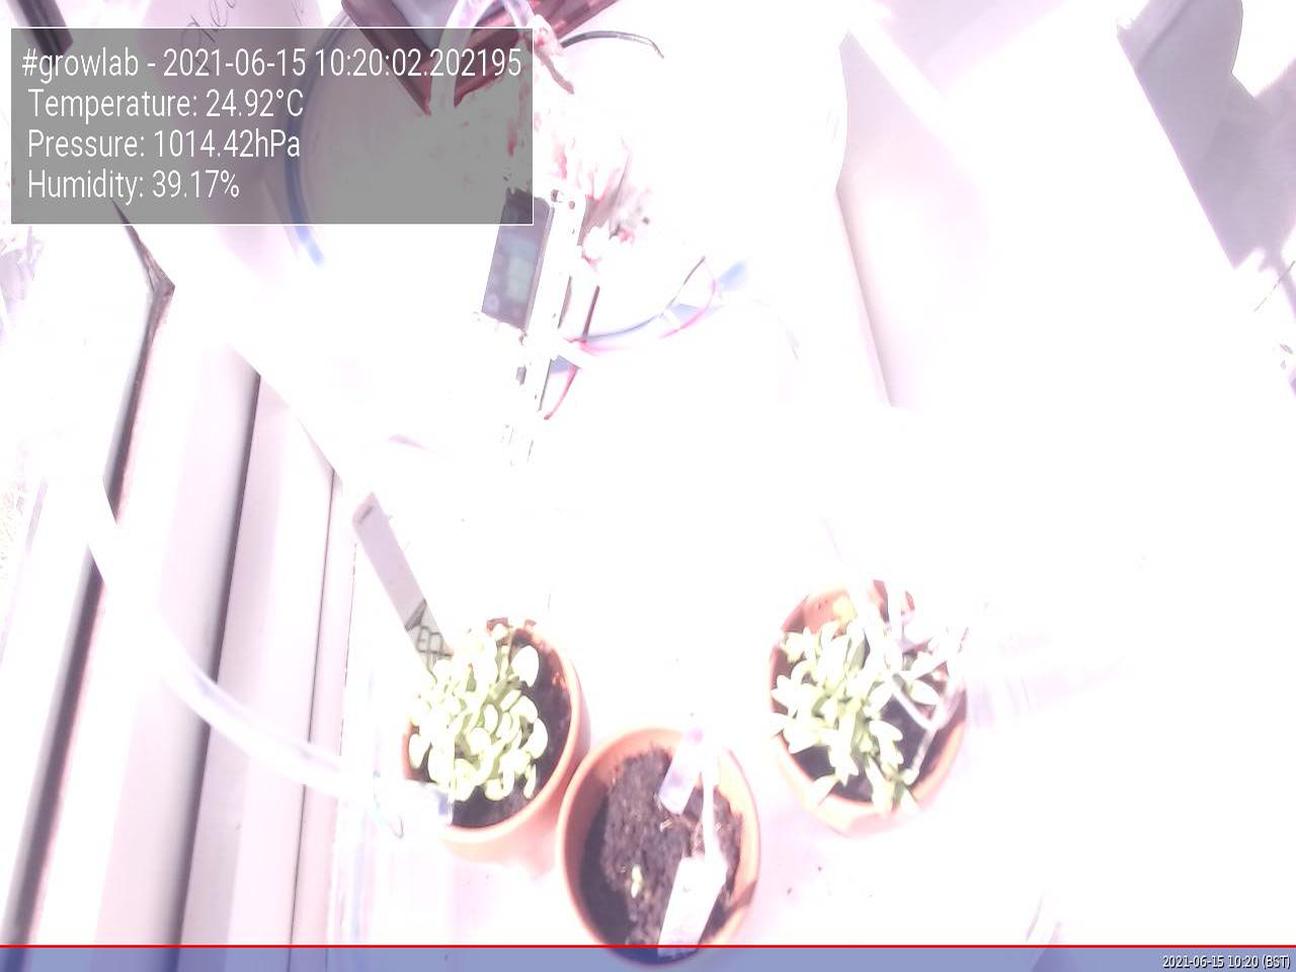 #growlab - 2021-06-15 10:20:02.202195
Temperature: 24.92°C
Pressure: 1014.42hPa
Humidity: 39.17%
2021-06-15 10:20 (BST)